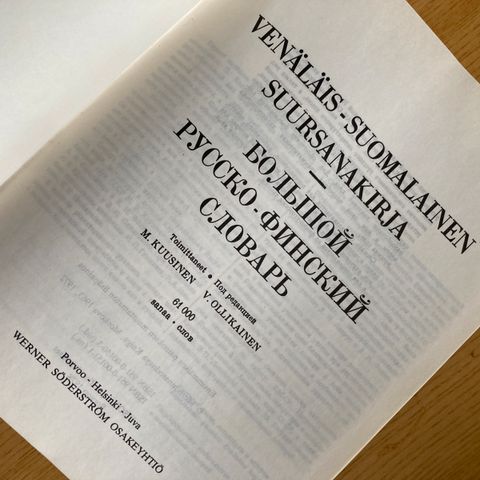 VENÄLÄIS-SUOMALAINEN
SUURSANAKIRJA
—
БОЛЬШОЙ
РУССКО-ФИНСКИЙ
СЛОВАРЬ
Toimittaneet • Под редакцией
M. KUUSINEN V. OLLIKAINEN
61 000
sanaa • слов
Porvoo - Helsinki - Juva
WERNER SÖDERSTRÖM OSAKEYHTIÖ